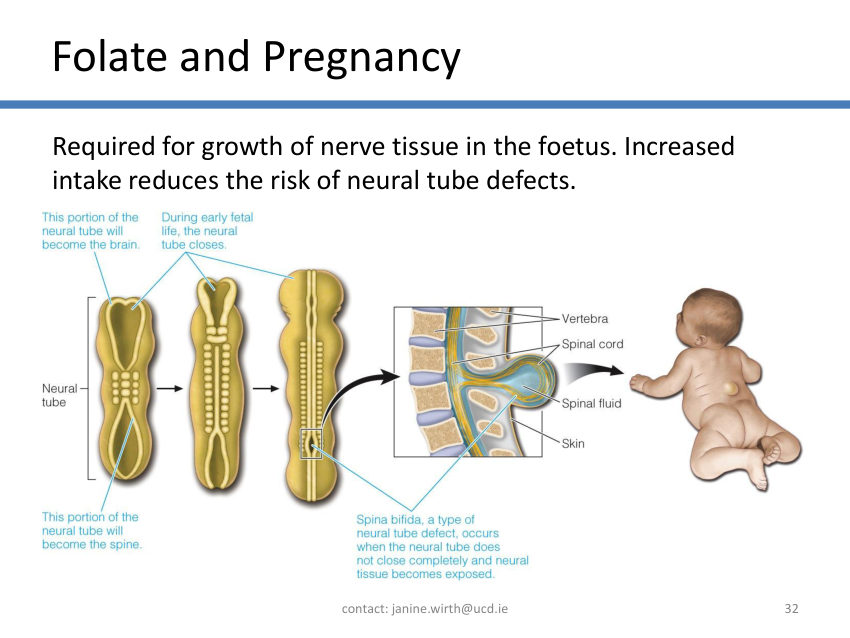 Folate and Pregnancy
Required for growth of nerve tissue in the foetus. Increased
intake reduces the risk of neural tube defects.
This portion of the
neural tube will
become the brain.
During early fetal
life, the neural
tube closes.
Neural
tube
Vertebra
Spinal cord
Spinal fluid
Skin
This portion of the
neural tube will
become the spine.
Spina bifida, a type of
neural tube defect, occurs
when the neural tube does
not close completely and neural
tissue becomes exposed.
contact: janine.wirth@ucd.ie
32